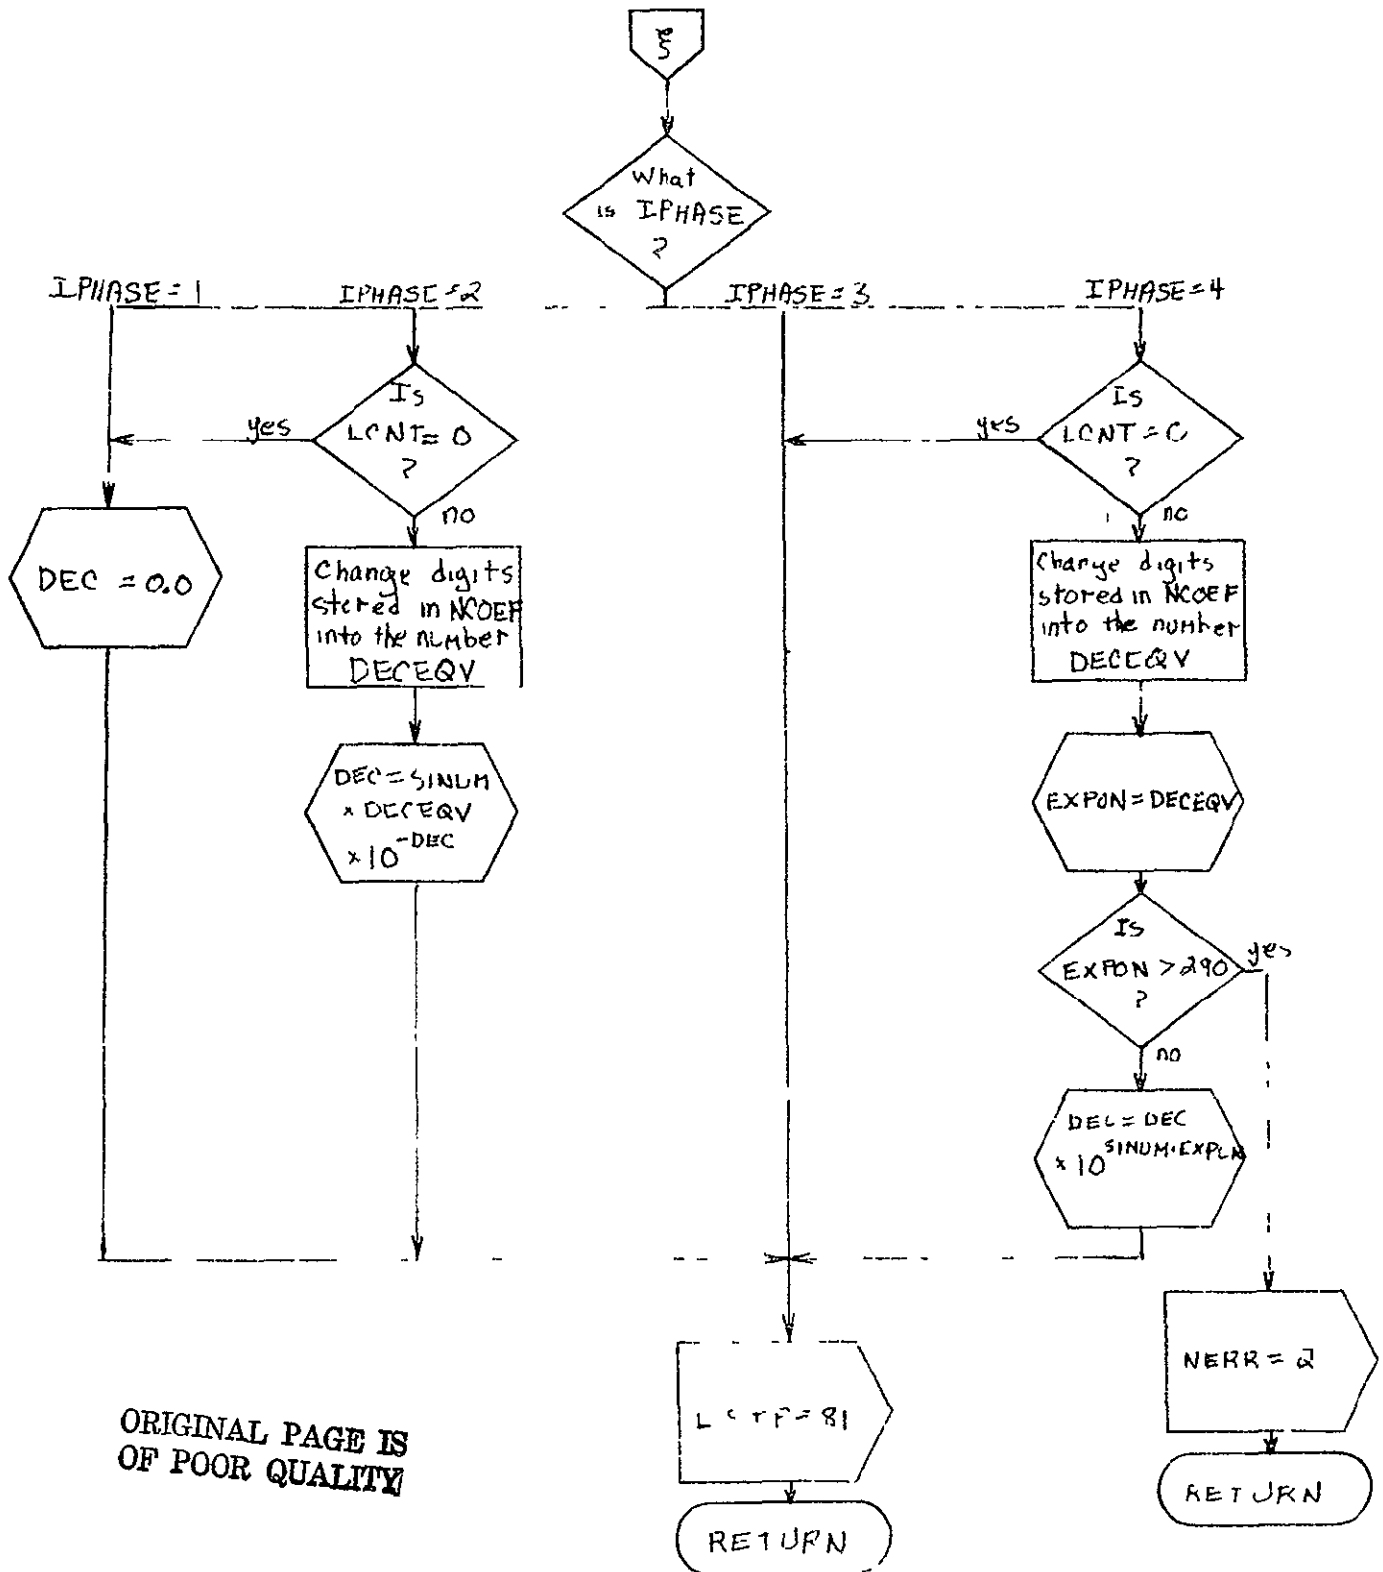 ξ
What
is IPHASE
?
IPHASE = 1
IPHASE = 2
IPHASE = 3
IPHASE = 4
Is
LCNT = 0
?
yes
no
Is
LCNT = 0
?
yes
no
DEC = 0.0
Change digits
stored in NCOEF
into the number
DECEQV
Change digits
stored in NCOEF
into the number
DECEQV
DEC = SINUM
× DECEQV
× 10^-DEC
EXPON = DECEQV
Is
EXPON > 290
?
yes
no
DEC = DEC
× 10^SINUM·EXPON
NERR = 2
= 81
RETURN
RETURN
ORIGINAL PAGE IS
OF POOR QUALITY